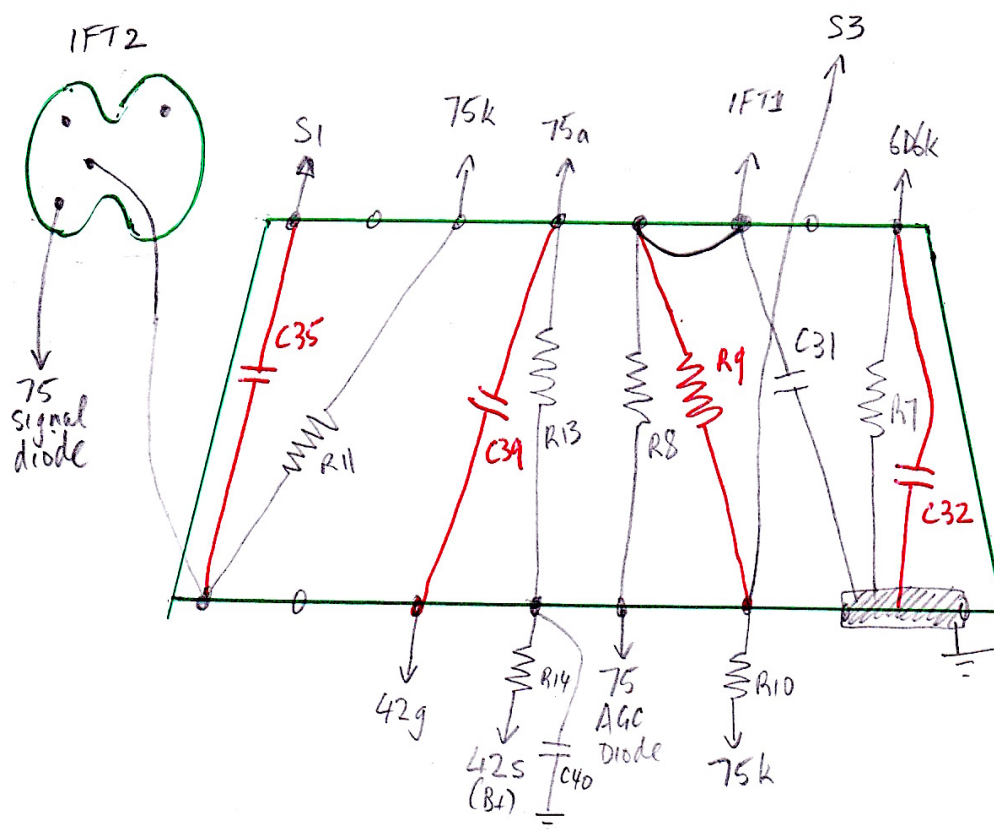 IFT2
S3
S1
75k
75a
IFT1
6D6k
C35
R11
C39
R13
R8
R9
C31
R7
C32
75
signal
diode
42g
R14
42s
(B+)
C40
75
AGC
Diode
R10
75k